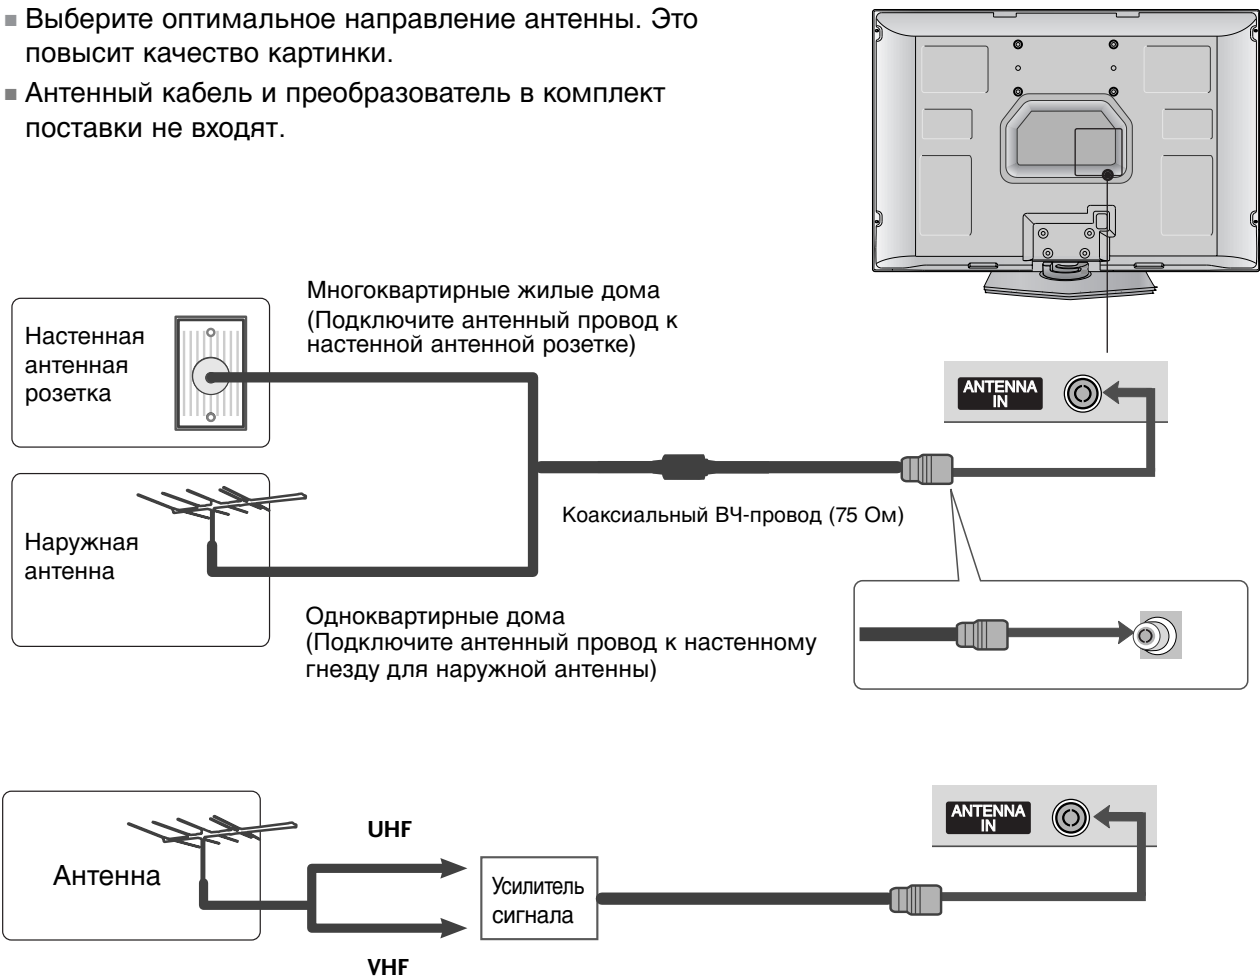 Выберите оптимальное направление антенны. Это
повысит качество картинки.
Антенный кабель и преобразователь в комплект
поставки не входят.
Многоквартирные жилые дома
(Подключите антенный провод к
настенной антенной розетке)
Настенная
антенная
розетка
ANTENNA
IN
Коаксиальный ВЧ-провод (75 Ом)
Наружная
антенна
Одноквартирные дома
(Подключите антенный провод к настенному
гнезду для наружной антенны)
Антенна
UHF
VHF
Усилитель
сигнала
ANTENNA
IN